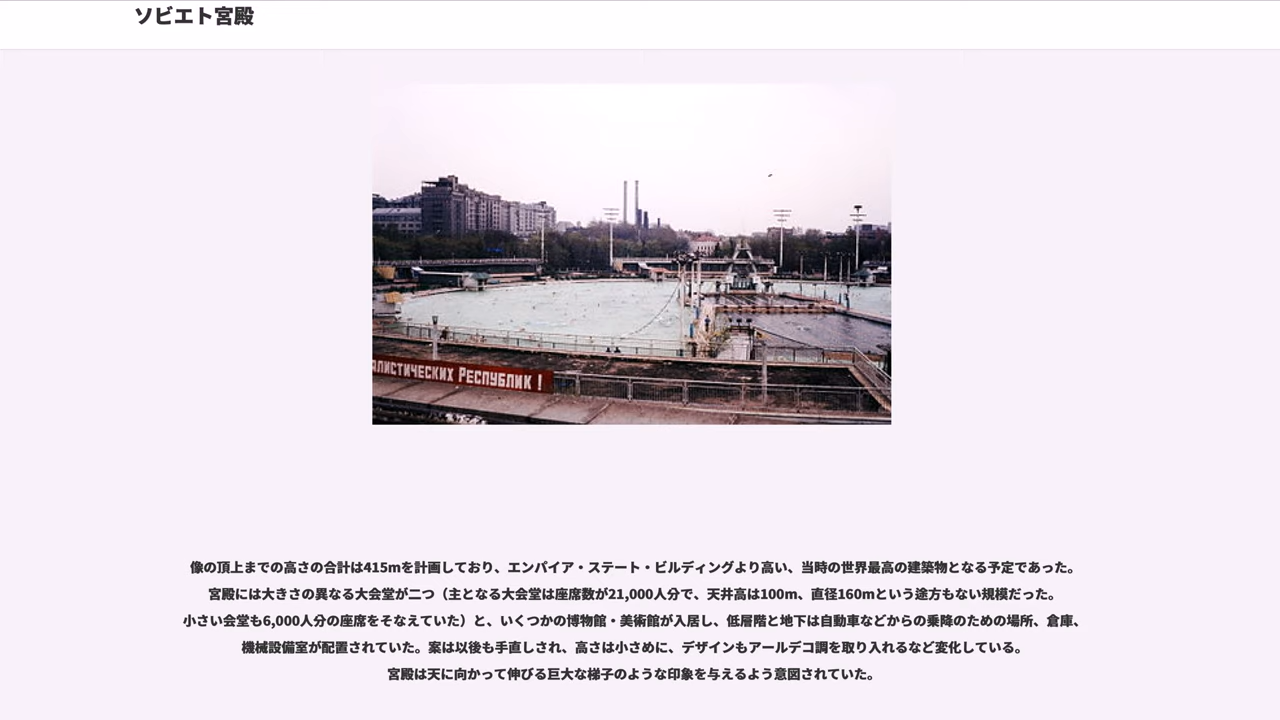 ソビエト宮殿
алистических Республик !
像の頂上までの高さの合計は415mを計画しており、エンパイア・ステート・ビルディングより高い、当時の世界最高の建築物となる予定であった。
宮殿には大きさの異なる大会堂が二つ（主となる大会堂は座席数が21,000人分で、天井高は100m、直径160mという途方もない規模だった。
小さい会堂も6,000人分の座席をそなえていた）と、いくつかの博物館・美術館が入居し、低層階と地下は自動車などからの乗降のための場所、倉庫、
機械設備室が配置されていた。案は以後も手直しされ、高さは小さめに、デザインもアールデコ調を取り入れるなど変化している。
宮殿は天に向かって伸びる巨大な梯子のような印象を与えるよう意図されていた。